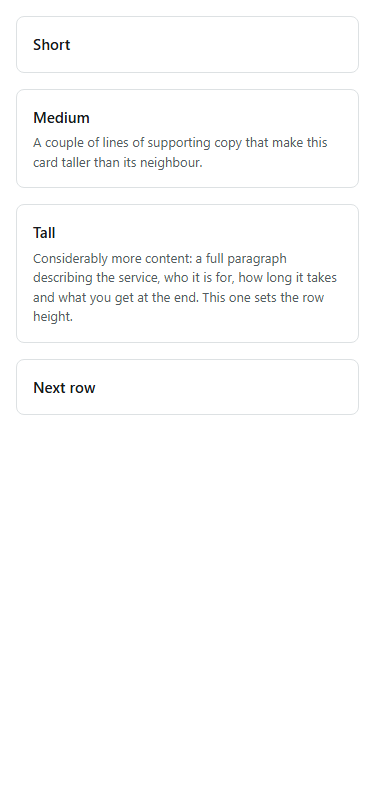 Short
Medium
A couple of lines of supporting copy that make this
card taller than its neighbour.
Tall
Considerably more content: a full paragraph
describing the service, who it is for, how long it takes
and what you get at the end. This one sets the row
height.
Next row